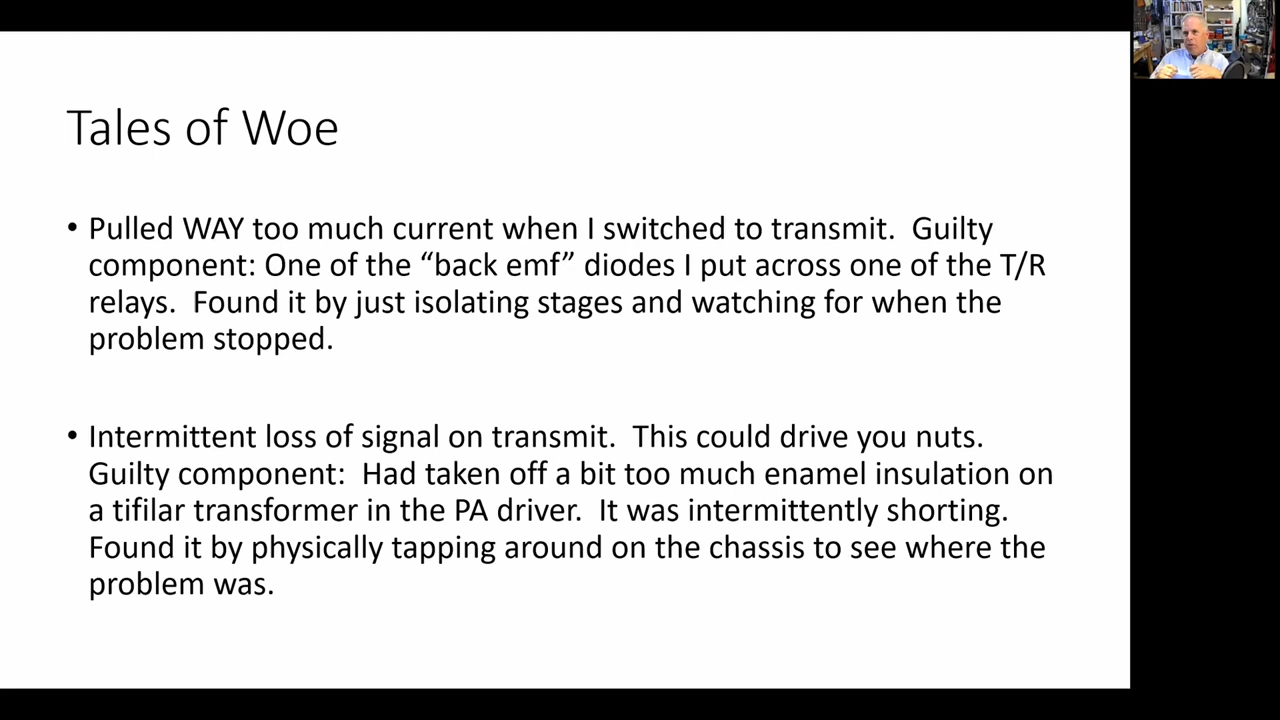 Tales of Woe
• Pulled WAY too much current when I switched to transmit.  Guilty
component: One of the “back emf” diodes I put across one of the T/R
relays.  Found it by just isolating stages and watching for when the
problem stopped.
• Intermittent loss of signal on transmit.  This could drive you nuts.
Guilty component:  Had taken off a bit too much enamel insulation on
a tifilar transformer in the PA driver.  It was intermittently shorting.
Found it by physically tapping around on the chassis to see where the
problem was.